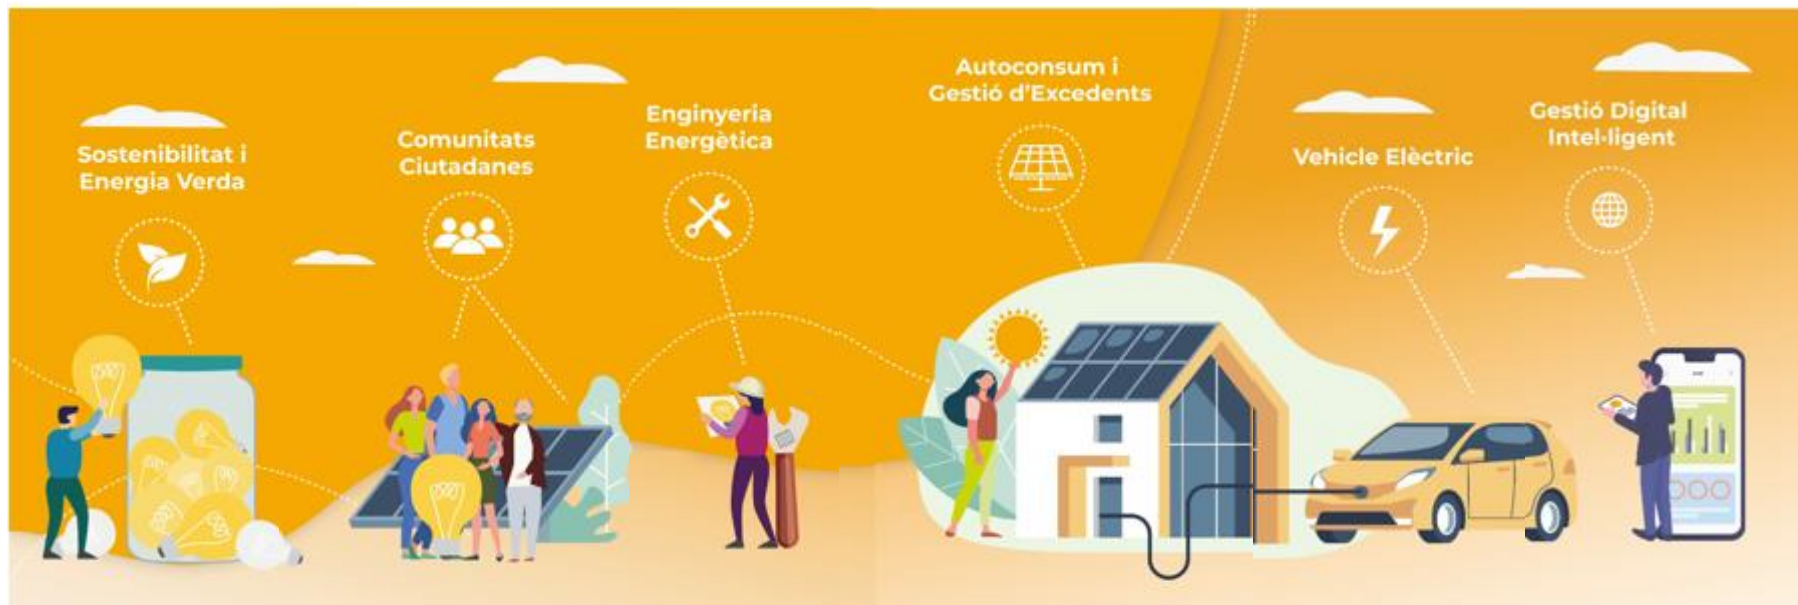 Sostenibilitat i
Energia Verda
Comunitats
Ciutadanes
Enginyeria
Energètica
Autoconsum i
Gestió d'Excedents
Vehicle Elèctric
Gestió Digital
Intel·ligent